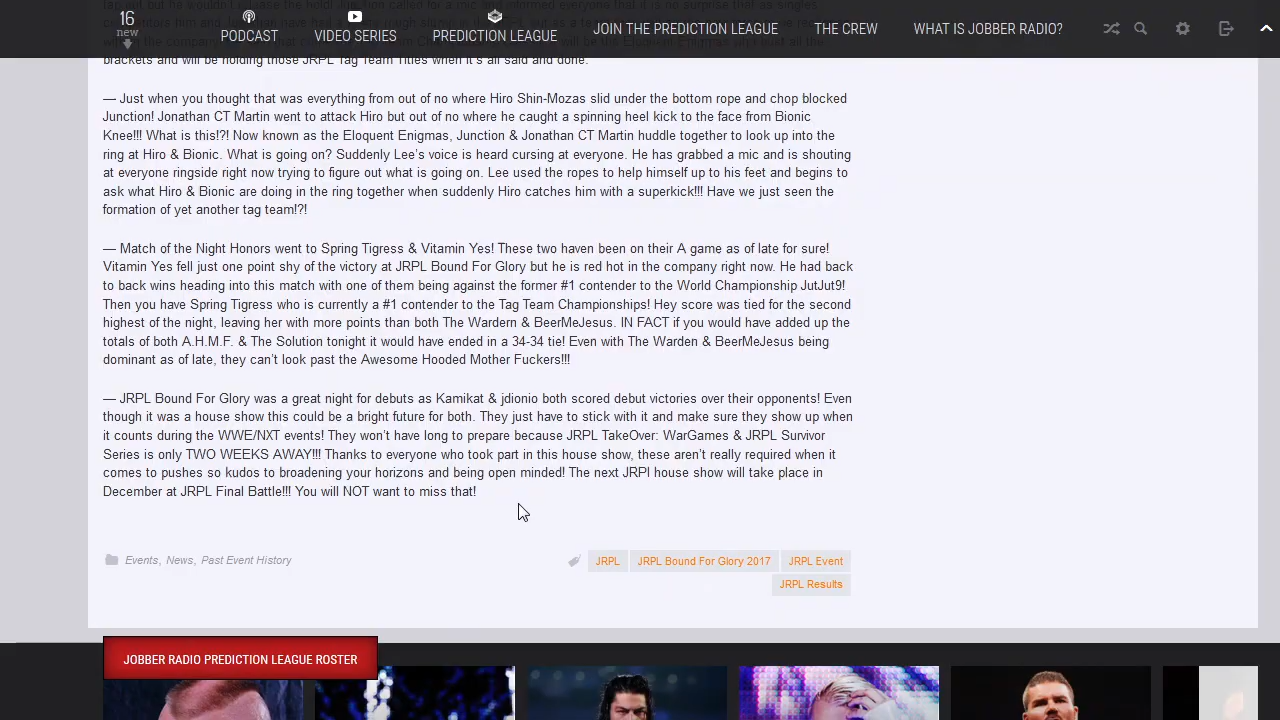 16
new
PODCAST
VIDEO SERIES
PREDICTION LEAGUE
JOIN THE PREDICTION LEAGUE
THE CREW
WHAT IS JOBBER RADIO?
brackets and will be holding those JRPL Tag Team Titles when it's all said and done.
— Just when you thought that was everything from out of no where Hiro Shin-Mozas slid under the bottom rope and chop blocked
Junction! Jonathan CT Martin went to attack Hiro but out of no where he caught a spinning heel kick to the face from Bionic
Knee!!! What is this!?! Now known as the Eloquent Enigmas, Junction & Jonathan CT Martin huddle together to look up into the
ring at Hiro & Bionic. What is going on? Suddenly Lee's voice is heard cursing at everyone. He has grabbed a mic and is shouting
at everyone ringside right now trying to figure out what is going on. Lee used the ropes to help himself up to his feet and begins to
ask what Hiro & Bionic are doing in the ring together when suddenly Hiro catches him with a superkick!!! Have we just seen the
formation of yet another tag team!?!
— Match of the Night Honors went to Spring Tigress & Vitamin Yes! These two haven been on their A game as of late for sure!
Vitamin Yes fell just one point shy of the victory at JRPL Bound For Glory but he is red hot in the company right now. He had back
to back wins heading into this match with one of them being against the former #1 contender to the World Championship JutJut9!
Then you have Spring Tigress who is currently a #1 contender to the Tag Team Championships! Hey score was tied for the second
highest of the night, leaving her with more points than both The Wardern & BeerMeJesus. IN FACT if you would have added up the
totals of both A.H.M.F. & The Solution tonight it would have ended in a 34-34 tie! Even with The Warden & BeerMeJesus being
dominant as of late, they can't look past the Awesome Hooded Mother Fuckers!!!
— JRPL Bound For Glory was a great night for debuts as Kamikat & jdionio both scored debut victories over their opponents! Even
though it was a house show this could be a bright future for both. They just have to stick with it and make sure they show up when
it counts during the WWE/NXT events! They won't have long to prepare because JRPL TakeOver: WarGames & JRPL Survivor
Series is only TWO WEEKS AWAY!!! Thanks to everyone who took part in this house show, these aren't really required when it
comes to pushes so kudos to broadening your horizons and being open minded! The next JRPl house show will take place in
December at JRPL Final Battle!!! You will NOT want to miss that!
Events, News, Past Event History
JRPL
JRPL Bound For Glory 2017
JRPL Event
JRPL Results
JOBBER RADIO PREDICTION LEAGUE ROSTER